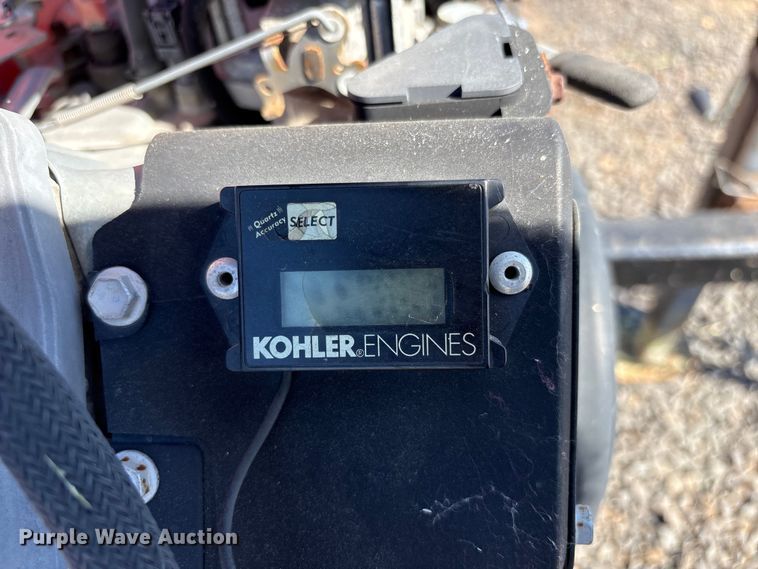 "Quartz
Accuracy"
SELECT
KOHLER®ENGINES
Purple Wave Auction